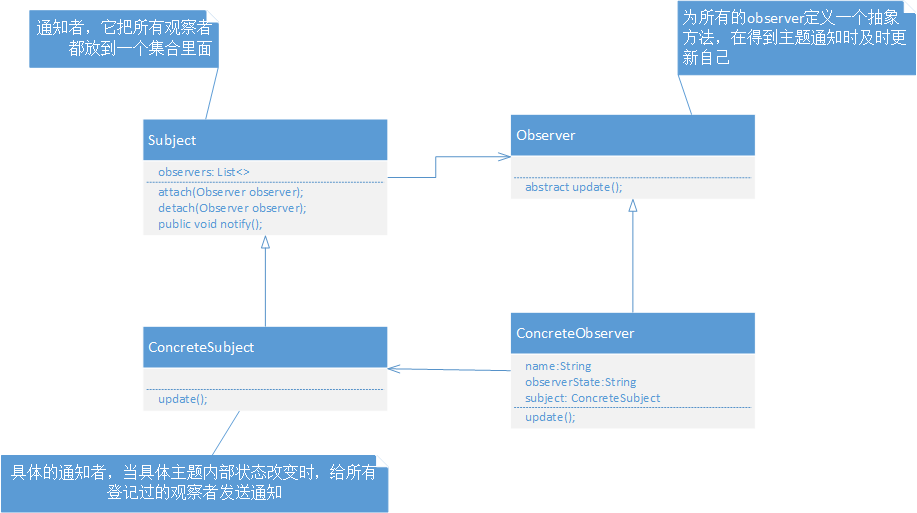 通知者，它把所有观察者
都放到一个集合里面
为所有的observer定义一个抽象
方法，在得到主题通知时及时更
新自己
Subject
observers: List<>
attach(Observer observer);
detach(Observer observer);
public void notify();
Observer
abstract update();
ConcreteSubject
update();
ConcreteObserver
name:String
observerState:String
subject: ConcreteSubject
update();
具体的通知者，当具体主题内部状态改变时，给所有
登记过的观察者发送通知